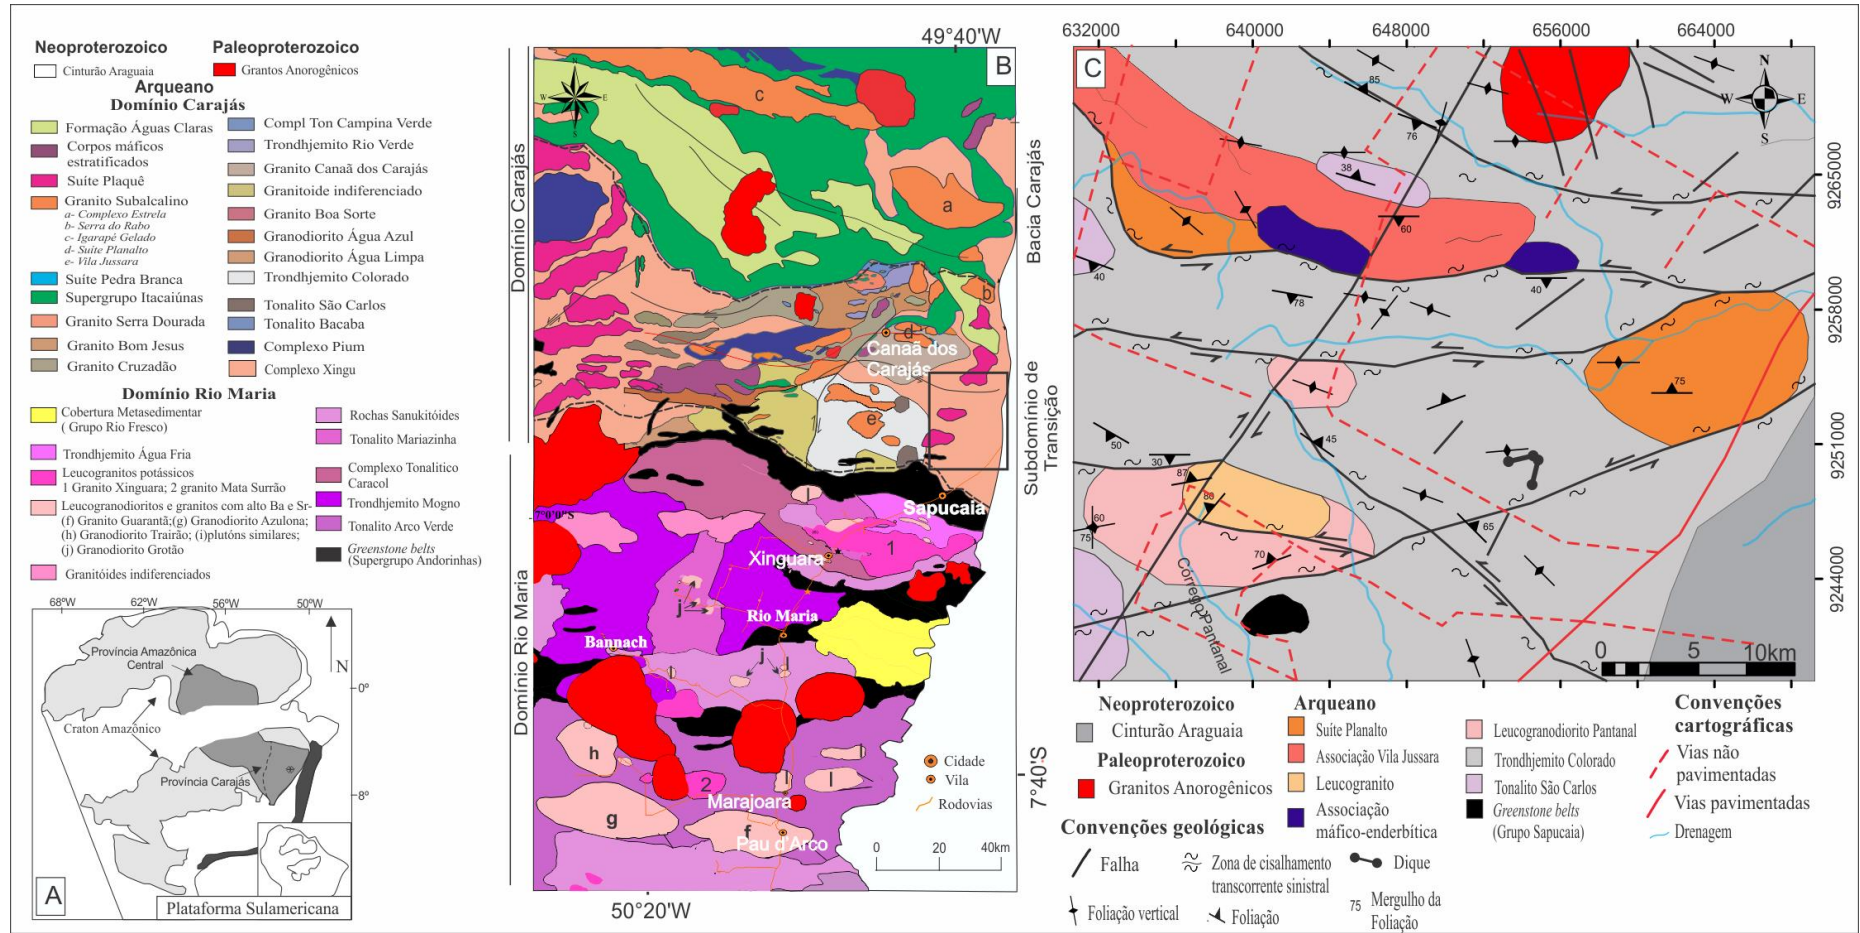 Neoproterozoico
Cinturão Araguaia
Paleoproterozoico
Grantos Anorogênicos
Arqueano
Domínio Carajás
Formação Águas Claras
Corpos máficos
estratificados
Suíte Plaquê
Granito Subalcalino
a- Complexo Estrela
b- Serra do Rabo
c- Igarapé Gelado
d- Suíte Planalto
e- Vila Jussara
Suíte Pedra Branca
Supergrupo Itacaiúnas
Granito Serra Dourada
Granito Bom Jesus
Granito Cruzadão
Compl Ton Campina Verde
Trondhjemito Rio Verde
Granito Canaã dos Carajás
Granitoide indiferenciado
Granito Boa Sorte
Granodiorito Água Azul
Granodiorito Água Limpa
Trondhjemito Colorado
Tonalito São Carlos
Tonalito Bacaba
Complexo Pium
Complexo Xingu
Domínio Rio Maria
Cobertura Metasedimentar
( Grupo Rio Fresco)
Trondhjemito Água Fria
Leucogranitos potássicos
1 Granito Xinguara; 2 granito Mata Surrão
Leucogranodioritos e granitos com alto Ba e Sr-
(f) Granito Guarantã;(g) Granodiorito Azulona;
(h) Granodiorito Trairão; (i)plutóns similares;
(j) Granodiorito Grotão
Granitóides indiferenciados
Rochas Sanukitóides
Tonalito Mariazinha
Complexo Tonalitico
Caracol
Trondhjemito Mogno
Tonalito Arco Verde
Greenstone belts
(Supergrupo Andorinhas)
68°W
62°W
56°W
50°W
Província Amazônica
Central
N
0°
Craton Amazônico
Província Carajás
8°
A
Plataforma Sulamericana
49°40'W
B
N
W
E
S
c
a
b
d
Canaã dos
Carajás
e
Domínio Carajás
Bacia Carajás
Subdomínio de
Transição
Domínio Rio Maria
7°0'0"S
Sapucaia
Xinguara
1
j
Rio Maria
Bannach
j
h
2
Marajoara
g
f
Pau d'Arco
Cidade
Vila
Rodovias
0
20
40km
7°40'S
50°20'W
632000
640000
648000
656000
664000
C
N
W
E
S
85
76
38
60
40
78
40
75
45
50
30
87
80
60
75
70
65
9265000
9258000
9251000
9244000
Córrego Pantanal
0
5
10km
Neoproterozoico
Cinturão Araguaia
Paleoproterozoico
Granitos Anorogênicos
Arqueano
Suíte Planalto
Associação Vila Jussara
Leucogranito
Associação
máfico-enderbítica
Leucogranodiorito Pantanal
Trondhjemito Colorado
Tonalito São Carlos
Greenstone belts
(Grupo Sapucaia)
Convenções
cartográficas
Vias não
pavimentadas
Vias pavimentadas
Drenagem
Convenções geológicas
Falha
Zona de cisalhamento
transcorrente sinistral
Dique
Foliação vertical
Foliação
75
Mergulho da
Foliação